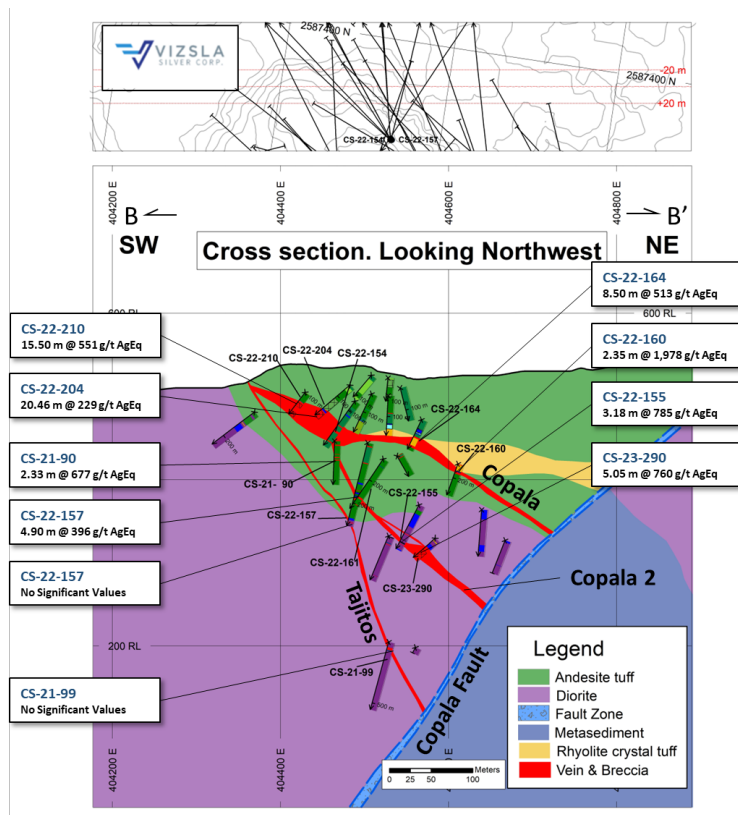 VIZSLA
SILVER CORP.
2587400 N
2587400 N
-20 m
+20 m
CS-22-154
CS-22-157
404200 E
404400 E
404600 E
404800 E
B
B'
SW
NE
Cross section. Looking Northwest
600 RL
600 RL
CS-22-210
15.50 m @ 551 g/t AgEq
CS-22-204
20.46 m @ 229 g/t AgEq
CS-21-90
2.33 m @ 677 g/t AgEq
CS-22-157
4.90 m @ 396 g/t AgEq
CS-22-157
No Significant Values
CS-21-99
No Significant Values
CS-22-164
8.50 m @ 513 g/t AgEq
CS-22-160
2.35 m @ 1,978 g/t AgEq
CS-22-155
3.18 m @ 785 g/t AgEq
CS-23-290
5.05 m @ 760 g/t AgEq
CS-22-210
CS-22-204
CS-22-154
CS-22-164
CS-22-160
CS-21- 90
CS-22-155
CS-22-157
CS-22-161
CS-23-290
CS-21-99
Copala
Copala 2
Tajitos
Copala Fault
200 RL
200 RL
Legend
Andesite tuff
Diorite
Fault Zone
Metasediment
Rhyolite crystal tuff
Vein & Breccia
Meters
0 25 50 100
404200 E
404400 E